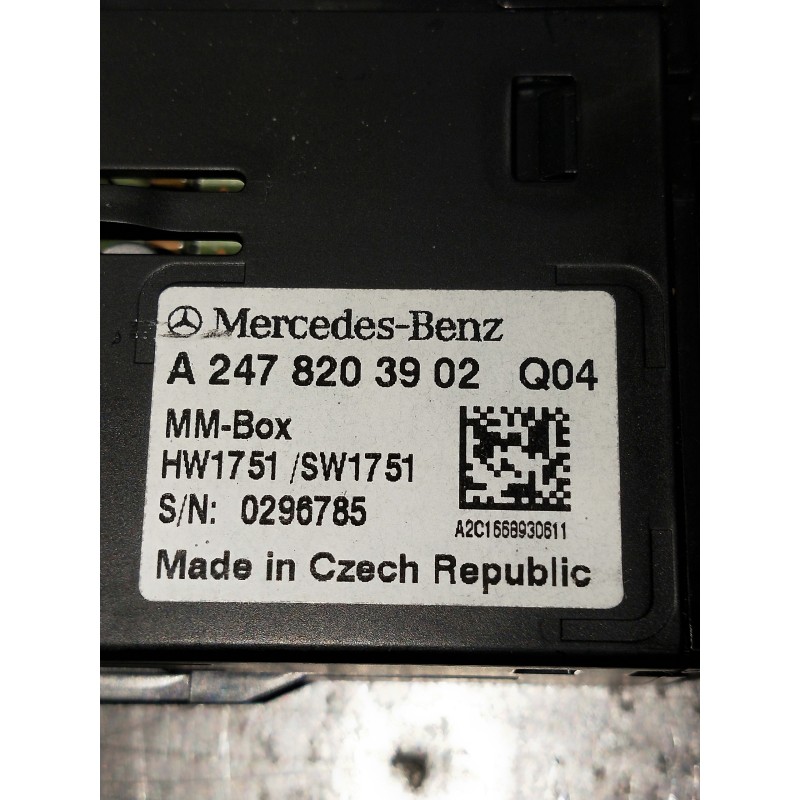 Mercedes-Benz
A 247 820 39 02 Q04
MM-Box
HW1751 /SW1751
S/N: 0296785
A2C1668930611
Made in Czech Republic